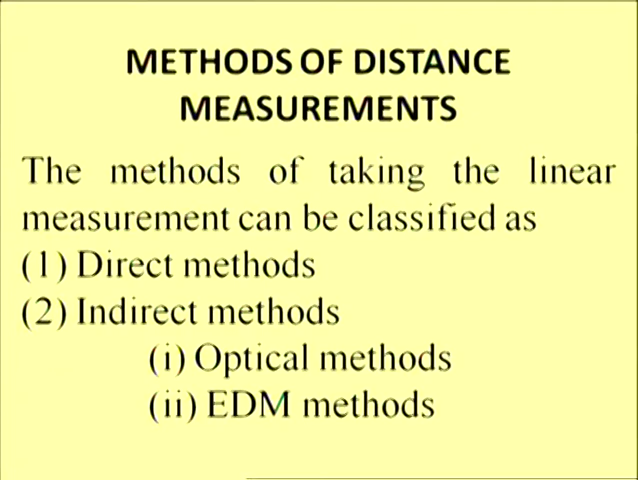 METHODS OF DISTANCE
MEASUREMENTS
The methods of taking the linear
measurement can be classified as
(1) Direct methods
(2) Indirect methods
(i) Optical methods
(ii) EDM methods